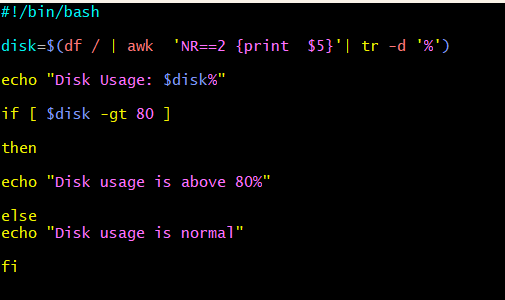 #!/bin/bash
disk=$(df / | awk  'NR==2 {print  $5}'| tr -d '%')
echo "Disk Usage: $disk%"
if [ $disk -gt 80 ]
then
echo "Disk usage is above 80%"
else
echo "Disk usage is normal"
fi